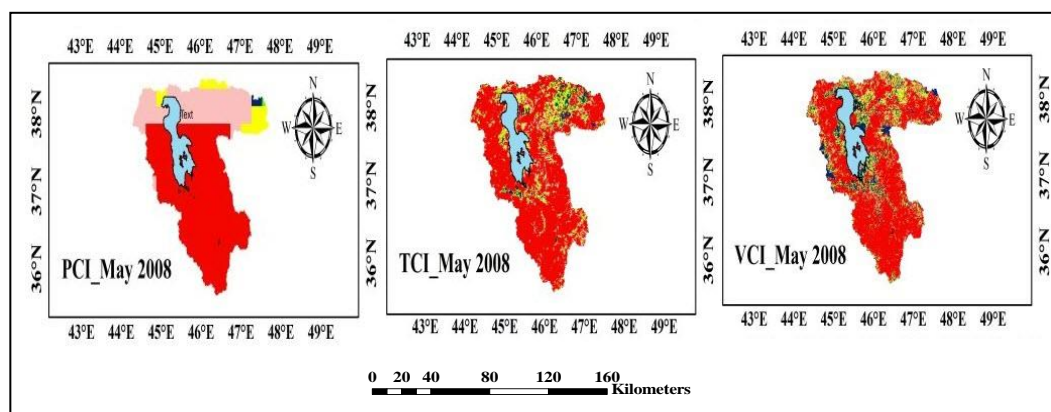 43°E 44°E 45°E 46°E 47°E 48°E 49°E
43°E 44°E 45°E 46°E 47°E 48°E 49°E
43°E 44°E 45°E 46°E 47°E 48°E 49°E
38°N 37°N 36°N
N
W E
S
Text
PCI_May 2008
38°N 37°N 36°N
N
W E
S
TCI_May 2008
38°N 37°N 36°N
N
W E
S
VCI_May 2008
38°N 37°N 36°N
43°E 44°E 45°E 46°E 47°E 48°E 49°E
43°E 44°E 45°E 46°E 47°E 48°E 49°E
43°E 44°E 45°E 46°E 47°E 48°E 49°E
0 20 40 80 120 160
Kilometers